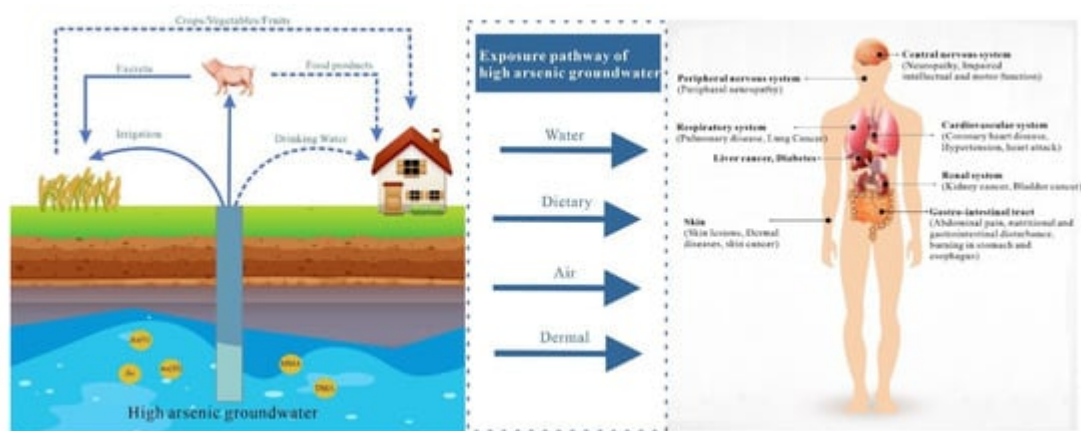 Crops/Vegetables/Fruits
Excreta
Food products
Irrigation
Drinking Water
High arsenic groundwater
Exposure pathway of
high arsenic groundwater
Water
Dietary
Air
Dermal
Central nervous system
(Neuropathy, Impaired
intellectual and motor function)
Peripheral nervous system
(Peripheral neuropathy)
Respiratory system
(Pulmonary disease, Lung Cancer)
Cardiovascular system
(Coronary heart disease,
Hypertension, heart attack)
Liver cancer, Diabetes
Renal system
(Kidney cancer, Bladder cancer)
Skin
(Skin lesions, Dermal
diseases, skin cancer)
Gastro-intestinal tract
(Abdominal pain, nutritional and
gastrointestinal disturbance,
burning in stomach and
esophagus)